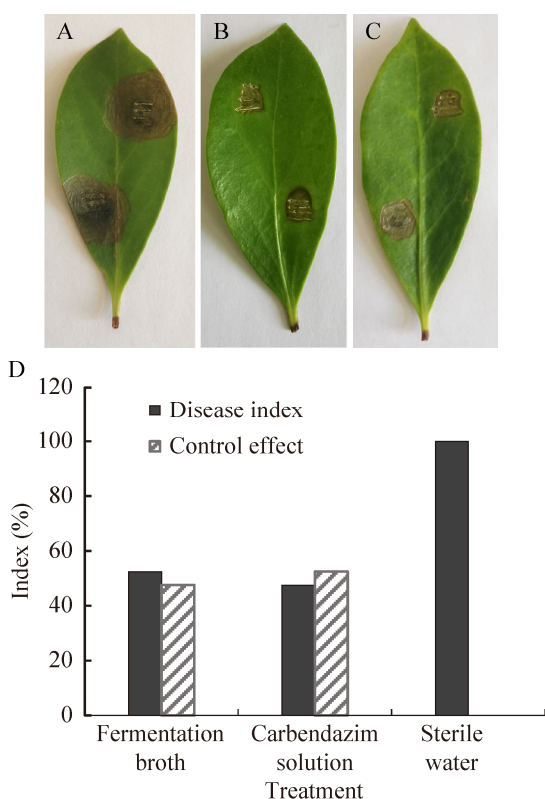 A
B
C
D
120
100
80
60
40
20
0
Index (%)
Disease index
Control effect
Fermentation
broth
Carbendazim
solution
Sterile
water
Treatment